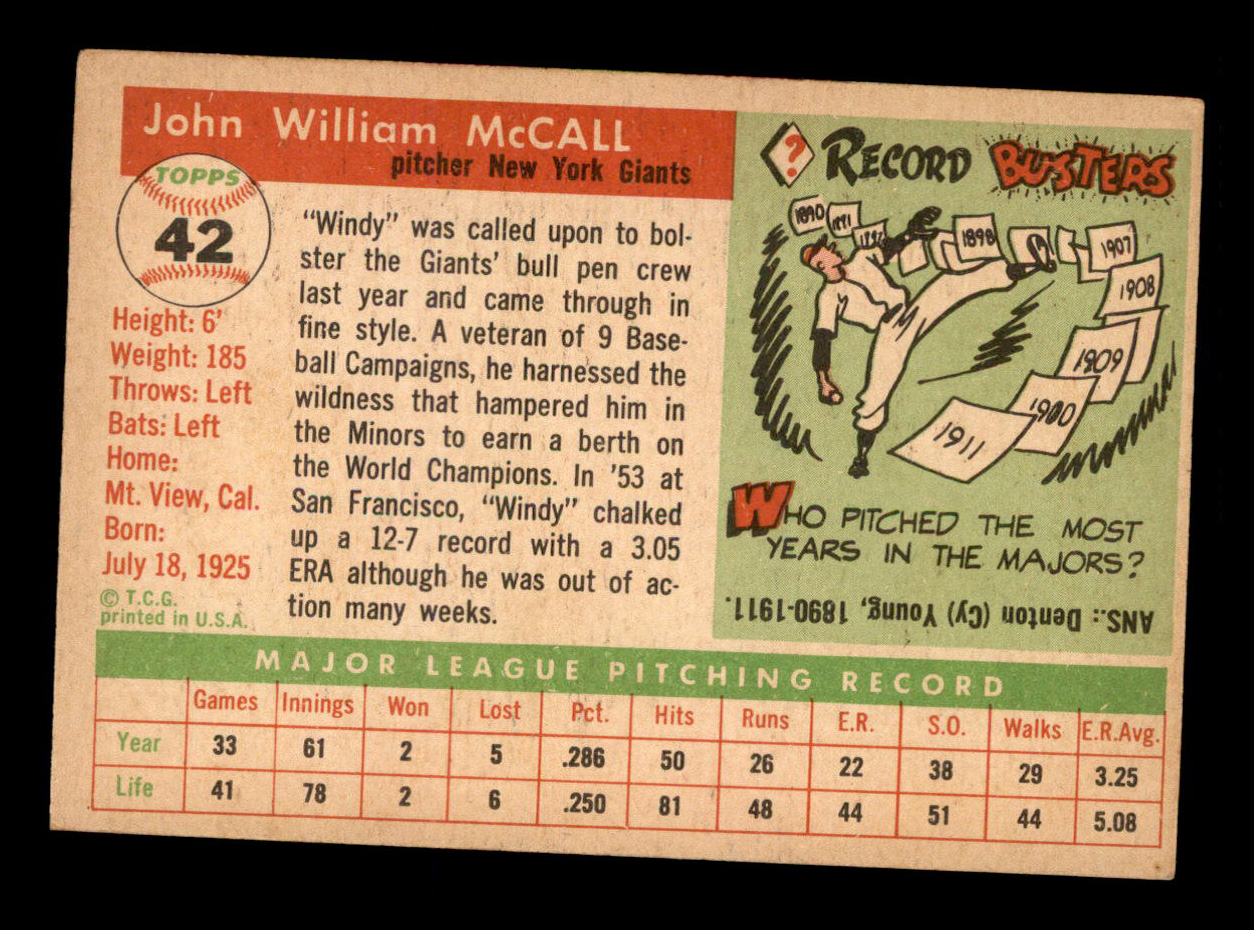 John William McCALL
pitcher New York Giants
TOPPS
42
Height: 6'
Weight: 185
Throws: Left
Bats: Left
Home:
Mt. View, Cal.
Born:
July 18, 1925
© T.C.G.
printed in U.S.A.
"Windy" was called upon to bol-
ster the Giants' bull pen crew
last year and came through in
fine style. A veteran of 9 Base-
ball Campaigns, he harnessed the
wildness that hampered him in
the Minors to earn a berth on
the World Champions. In '53 at
San Francisco, "Windy" chalked
up a 12-7 record with a 3.05
ERA although he was out of ac-
tion many weeks.
? RECORD BUSTERS
1890
1891
1892
1898
1907
1908
1909
1900
1911
WHO PITCHED THE MOST
YEARS IN THE MAJORS?
ANS.: Denton (Cy) Young, 1890-1911.
MAJOR LEAGUE PITCHING RECORD
Games Innings Won Lost Pct. Hits Runs E.R. S.O. Walks E.R.Avg.
Year 33 61 2 5 .286 50 26 22 38 29 3.25
Life 41 78 2 6 .250 81 48 44 51 44 5.08